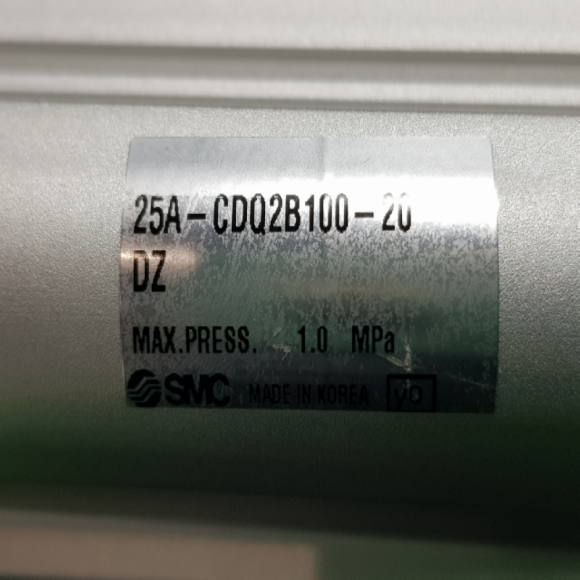 25A-CDQ2B100-20
DZ
MAX.PRESS. 1.0 MPa
SMC MADE IN KOREA yO